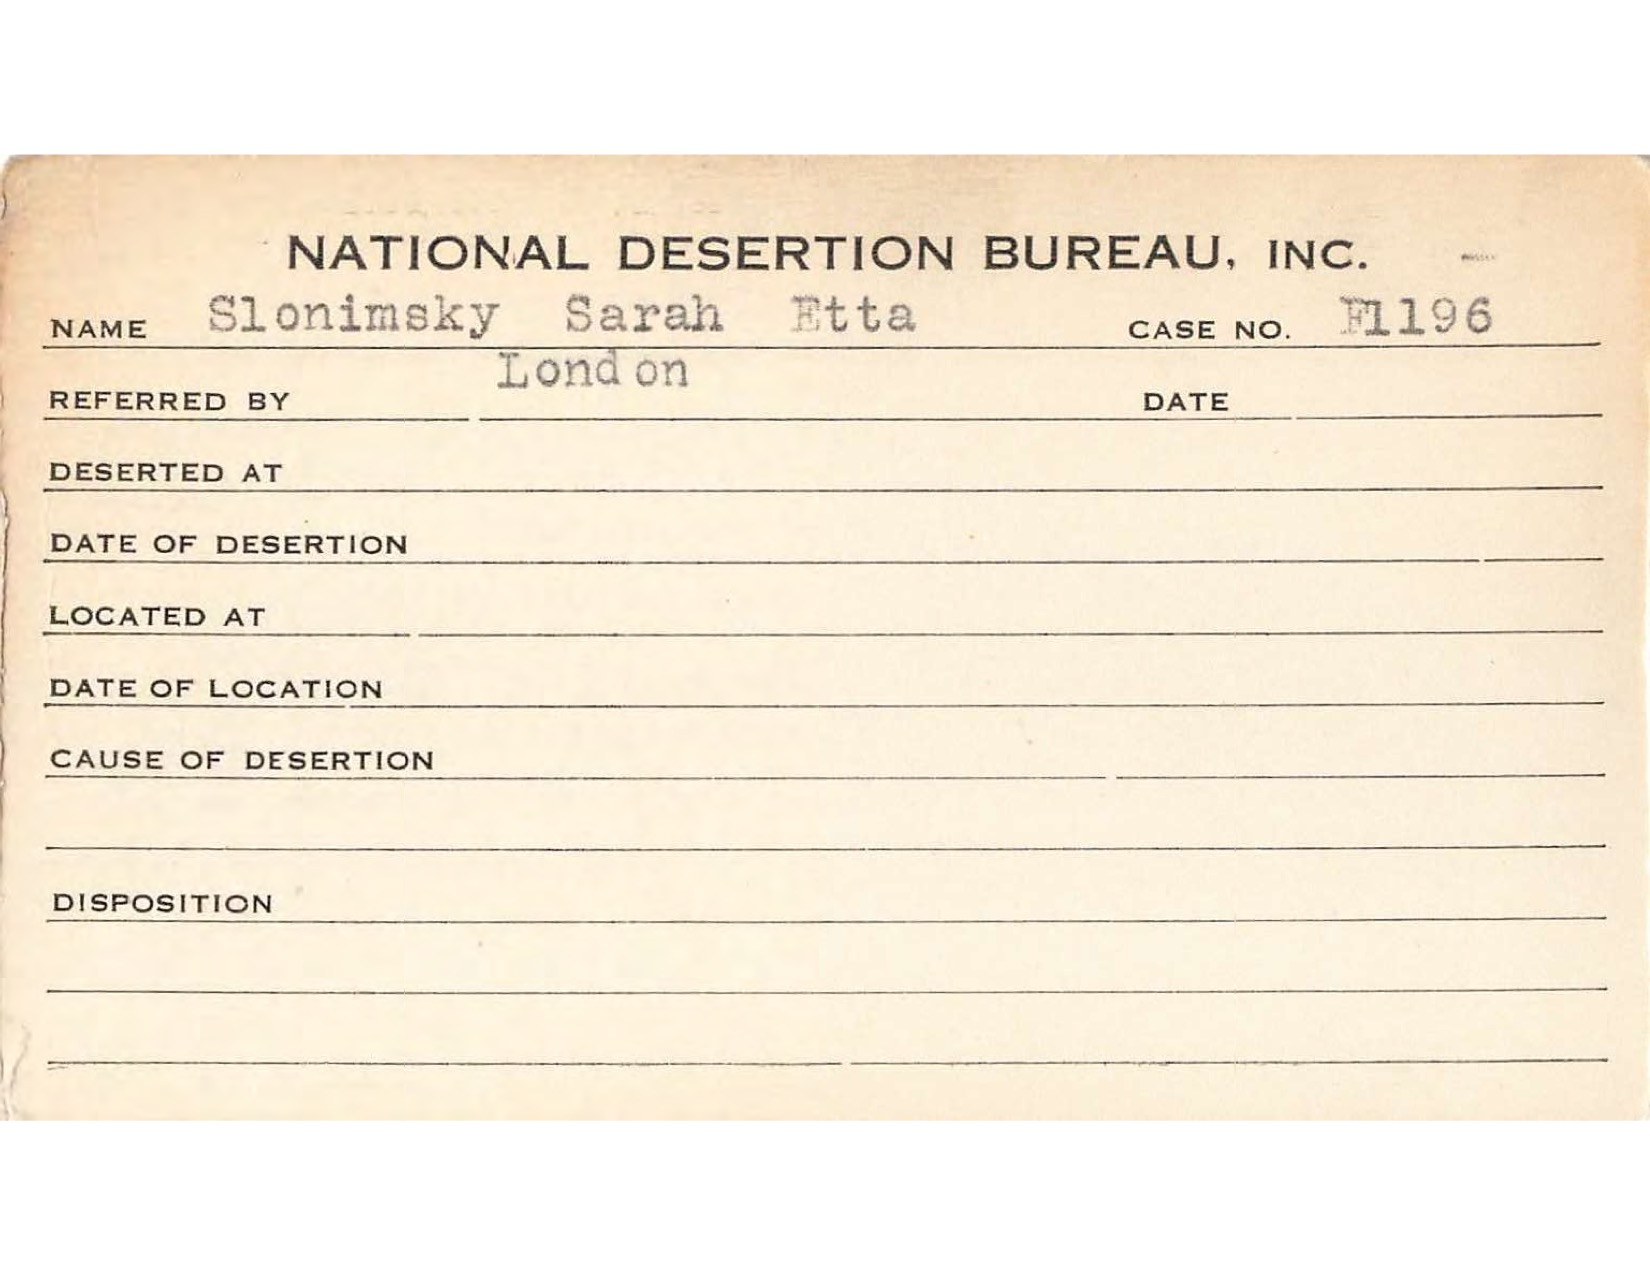 NATIONAL DESERTION BUREAU, INC.
NAME Slonimsky Sarah Etta CASE NO. F1196
London
REFERRED BY DATE
DESERTED AT
DATE OF DESERTION
LOCATED AT
DATE OF LOCATION
CAUSE OF DESERTION
DISPOSITION